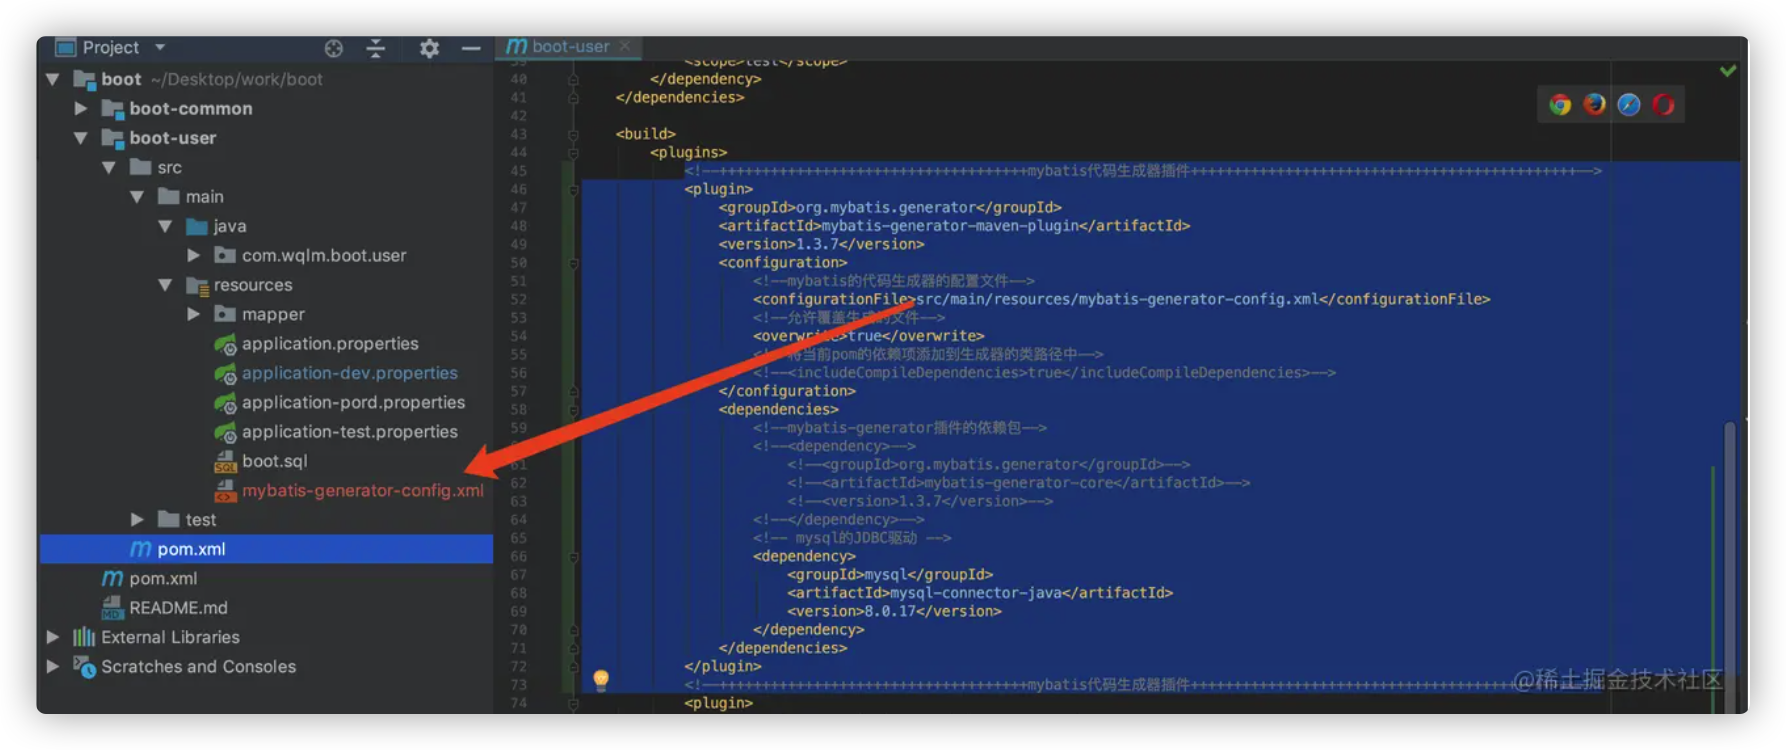 Project
boot ~/Desktop/work/boot
boot-common
boot-user
src
main
java
com.wqlm.boot.user
resources
mapper
application.properties
application-dev.properties
application-pord.properties
application-test.properties
boot.sql
mybatis-generator-config.xml
test
pom.xml
pom.xml
README.md
External Libraries
Scratches and Consoles
boot-user
39 <scope>test</scope>
40 </dependency>
41 </dependencies>
42
43 <build>
44 <plugins>
45 <!--++++++++++++++++++++++++++++++++++++mybatis代码生成器插件+++++++++++++++++++++++++++++++++++++++++++++-->
46 <plugin>
47 <groupId>org.mybatis.generator</groupId>
48 <artifactId>mybatis-generator-maven-plugin</artifactId>
49 <version>1.3.7</version>
50 <configuration>
51 <!--mybatis的代码生成器的配置文件-->
52 <configurationFile>src/main/resources/mybatis-generator-config.xml</configurationFile>
53 <!--允许覆盖生成的文件-->
54 <overwrite>true</overwrite>
55 <!--将当前pom的依赖项添加到生成器的类路径中-->
56 <!--<includeCompileDependencies>true</includeCompileDependencies>-->
57 </configuration>
58 <dependencies>
59 <!--mybatis-generator插件的依赖包-->
<!--<dependency>-->
61 <!--<groupId>org.mybatis.generator</groupId>-->
62 <!--<artifactId>mybatis-generator-core</artifactId>-->
63 <!--<version>1.3.7</version>-->
64 <!--</dependency>-->
65 <!-- mysql的JDBC驱动 -->
66 <dependency>
67 <groupId>mysql</groupId>
68 <artifactId>mysql-connector-java</artifactId>
69 <version>8.0.17</version>
70 </dependency>
71 </dependencies>
72 </plugin>
73 <!--++++++++++++++++++++++++++++++++++++mybatis代码生成器插件+++++++++++++++++++++++++++++++++++++
74 <plugin>
@稀土掘金技术社区